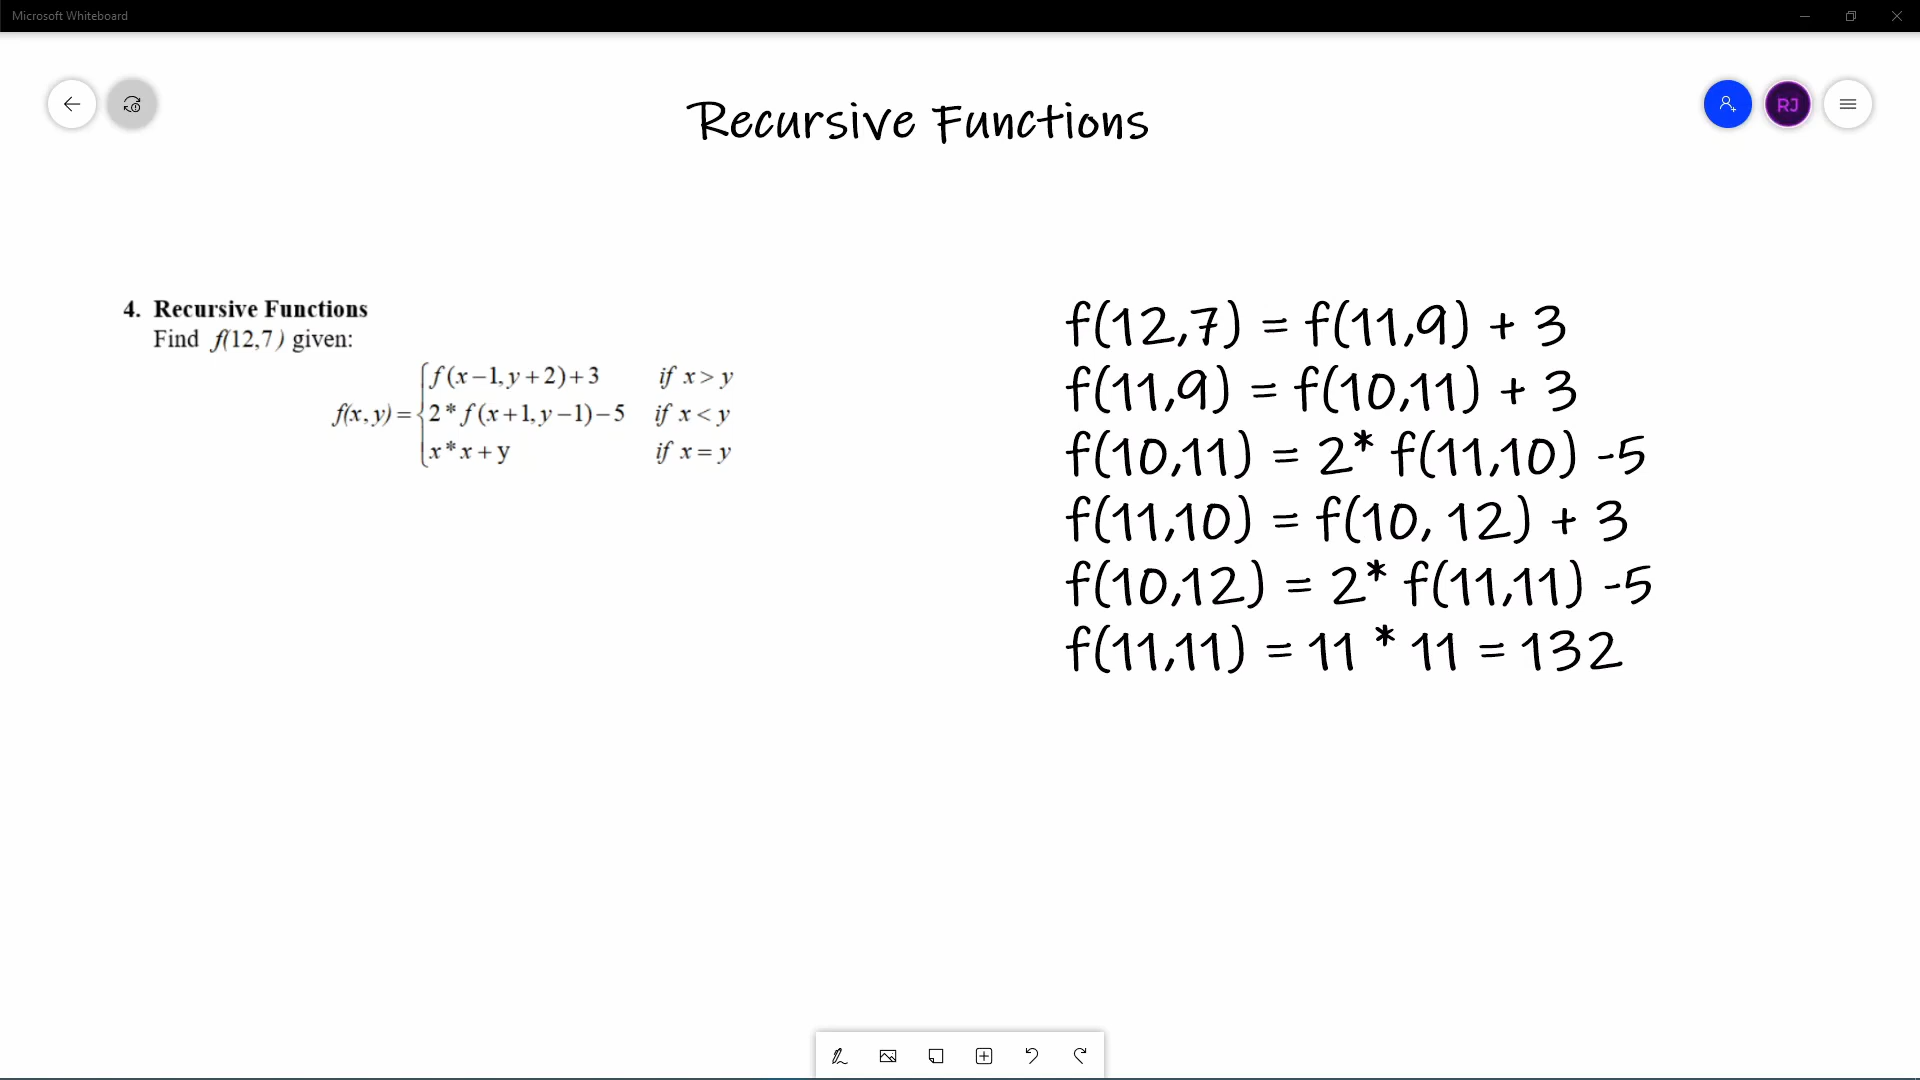 Microsoft Whiteboard
Recursive Functions
RJ
4. Recursive Functions
Find f(12,7) given:
f(x-1,y+2)+3 if x>y
f(x,y)= 2*f(x+1,y-1)-5 if x<y
x*x+y if x=y
f(12,7) = f(11,9) + 3
f(11,9) = f(10,11) + 3
f(10,11) = 2* f(11,10) -5
f(11,10) = f(10, 12) + 3
f(10,12) = 2* f(11,11) -5
f(11,11) = 11 * 11 = 132